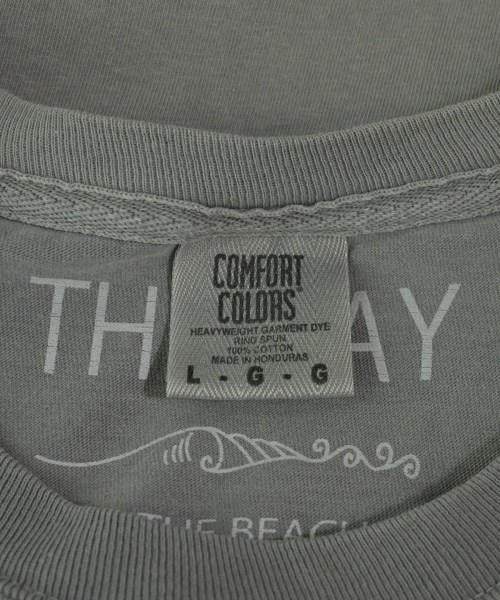 COMFORT
COLORS
HEAVYWEIGHT GARMENT DYE
RING SPUN
100% COTTON
MADE IN HONDURAS
L - G - G
TH AY
THE BEACH